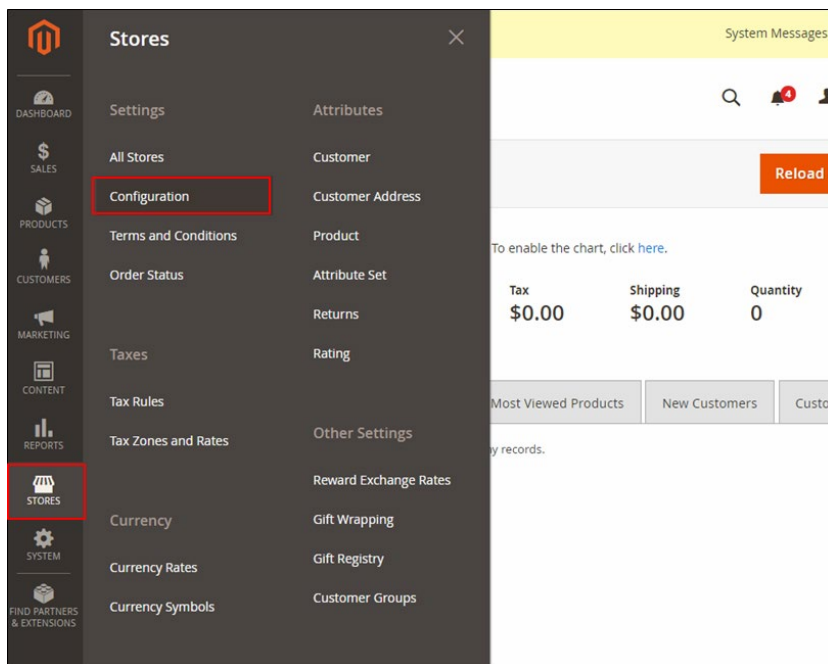 DASHBOARD
SALES
PRODUCTS
CUSTOMERS
MARKETING
CONTENT
REPORTS
STORES
SYSTEM
FIND PARTNERS
& EXTENSIONS
Stores
Settings
All Stores
Configuration
Terms and Conditions
Order Status
Taxes
Tax Rules
Tax Zones and Rates
Currency
Currency Rates
Currency Symbols
Attributes
Customer
Customer Address
Product
Attribute Set
Returns
Rating
Other Settings
Reward Exchange Rates
Gift Wrapping
Gift Registry
Customer Groups
System Messages
4
Reload
To enable the chart, click here.
Tax
$0.00
Shipping
$0.00
Quantity
0
Most Viewed Products
New Customers
records.